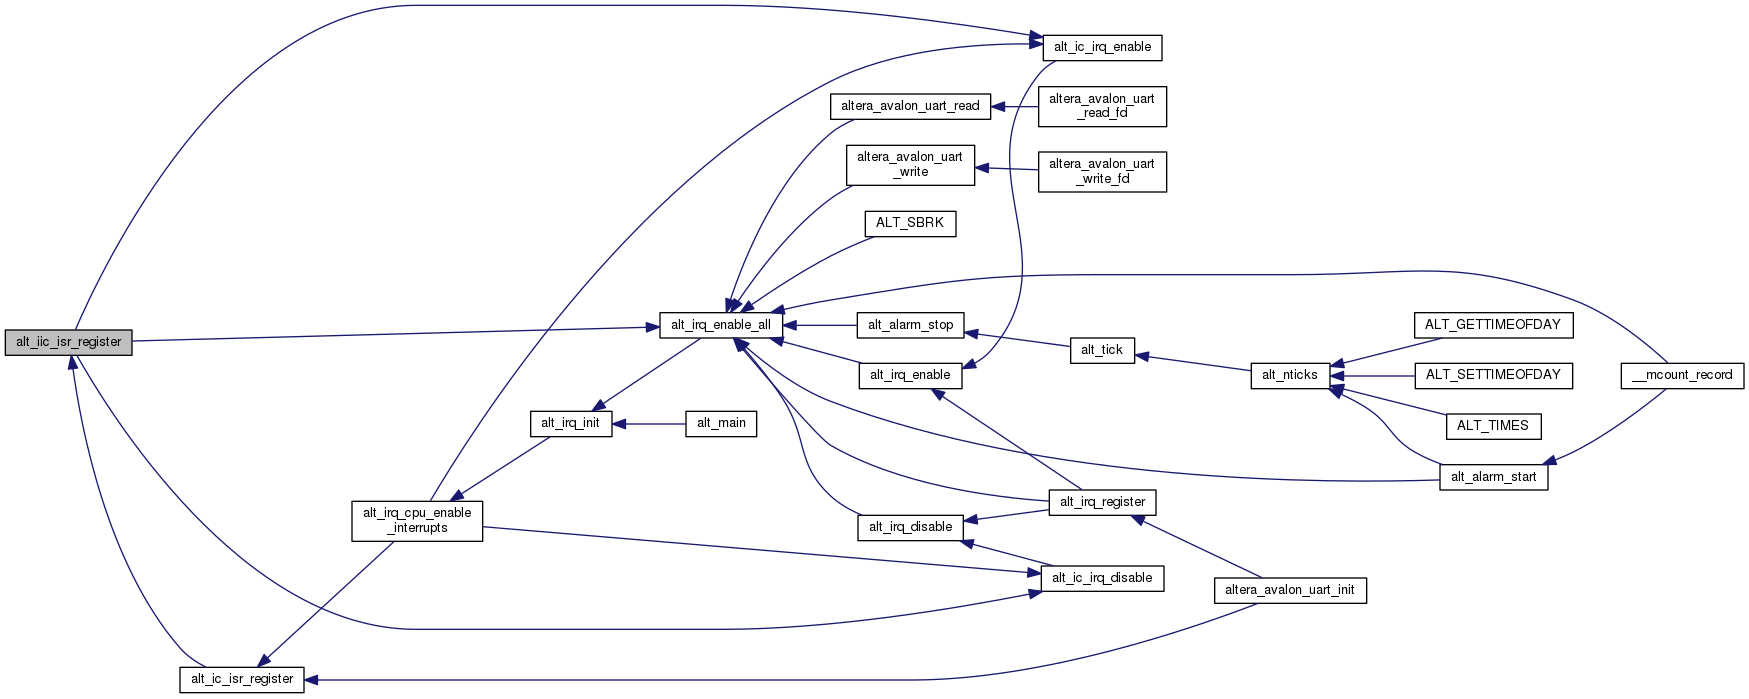 alt_ic_irq_enable
altera_avalon_uart_read
altera_avalon_uart
_read_fd
altera_avalon_uart
_write
altera_avalon_uart
_write_fd
ALT_SBRK
alt_iic_isr_register
alt_irq_enable_all
alt_alarm_stop
alt_tick
alt_irq_enable
alt_nticks
ALT_GETTIMEOFDAY
ALT_SETTIMEOFDAY
__mcount_record
alt_irq_init
alt_main
ALT_TIMES
alt_alarm_start
alt_irq_cpu_enable
_interrupts
alt_irq_register
alt_irq_disable
alt_ic_irq_disable
altera_avalon_uart_init
alt_ic_isr_register